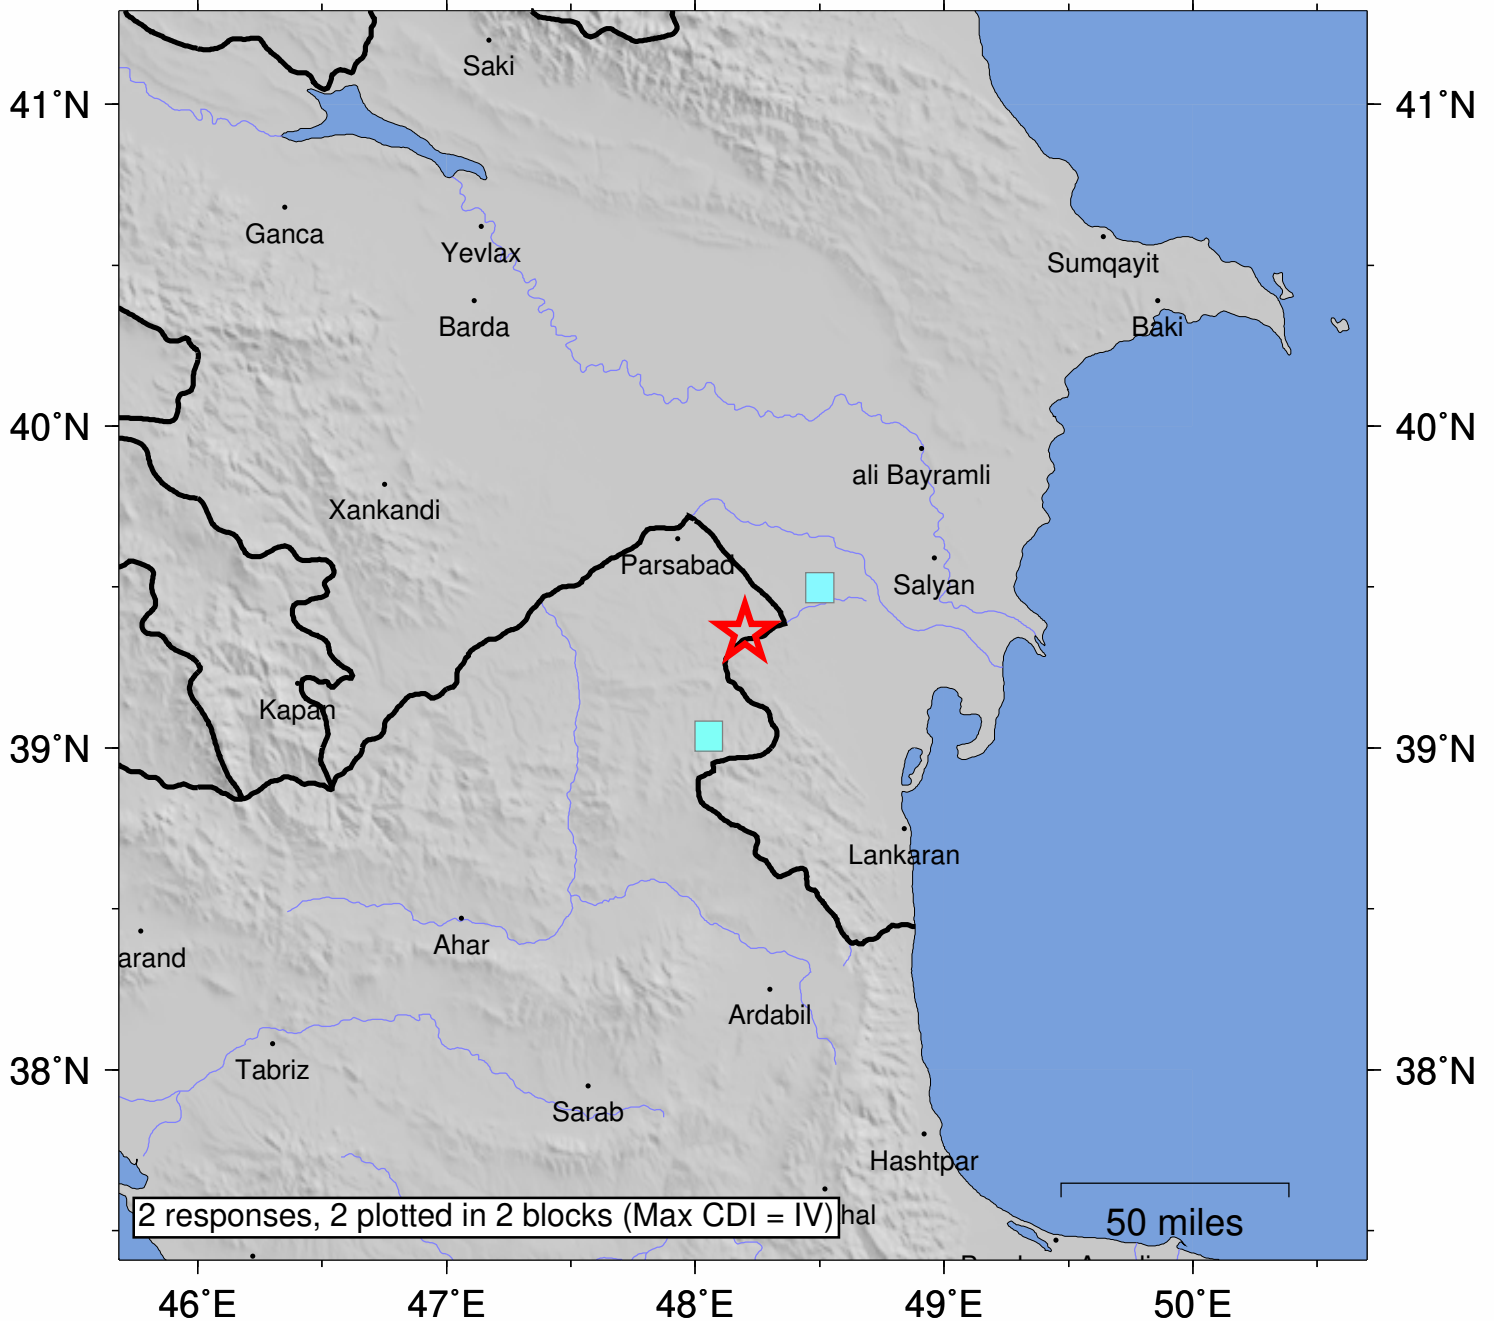 Saki
41°N
41°N
Ganca
Yevlax
Sumqayit
Barda
Baki
40°N
40°N
ali Bayramli
Xankandi
Parsabad
Salyan
Kapan
39°N
39°N
Lankaran
Ahar
arand
Ardabil
38°N
38°N
Tabriz
Sarab
Hashtpar
2 responses, 2 plotted in 2 blocks (Max CDI = IV)
hal
50 miles
46°E
47°E
48°E
49°E
50°E